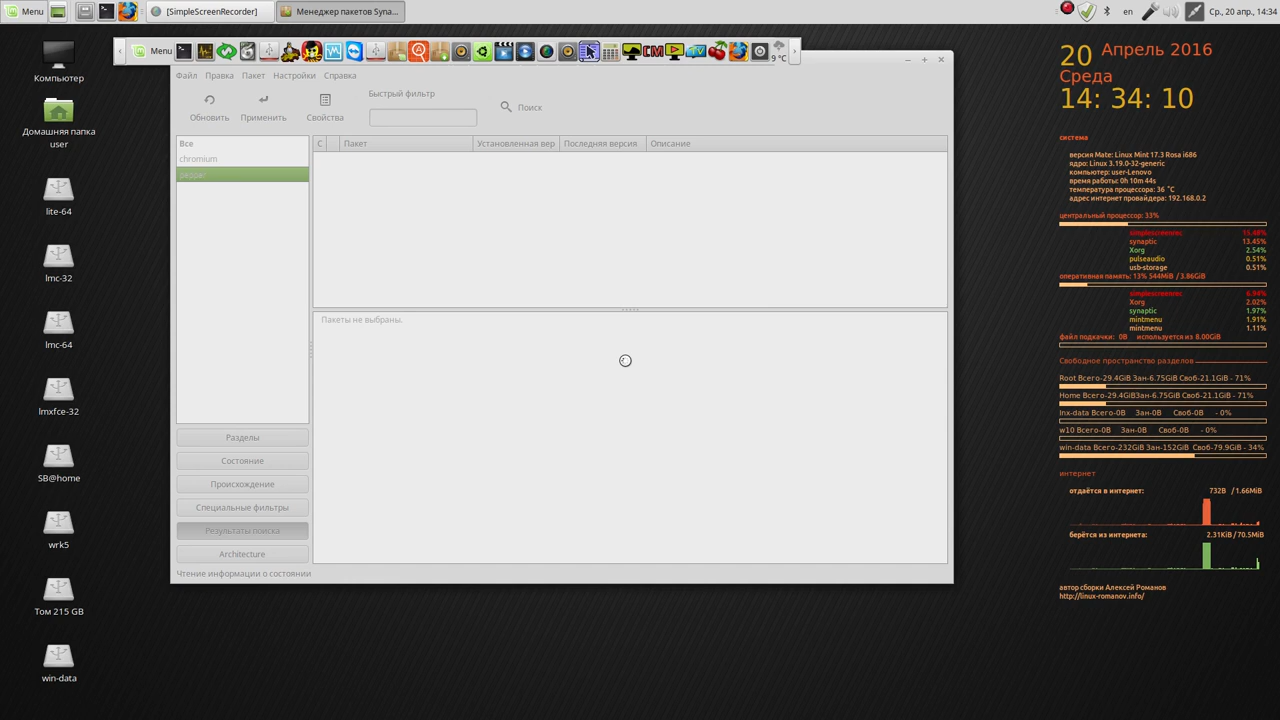 Menu
[SimpleScreenRecorder]
Менеджер пакетов Syna...
en
Ср., 20 апр., 14:34
Компьютер
Домашняя папка
user
lite-64
lmc-32
lmc-64
lmxfce-32
SB@home
wrk5
Том 215 GB
win-data
Menu
CM
TV
9 °C
Файл
Правка
Пакет
Настройки
Справка
Обновить
Применить
Свойства
Быстрый фильтр
Поиск
Все
chromium
С
Пакет
Установленная вер
Последняя версия
Описание
Пакеты не выбраны.
Разделы
Состояние
Происхождение
Специальные фильтры
Результаты поиска
Architecture
Чтение информации о состоянии
20 Апрель 2016
Среда
14: 34: 10
система
версия Mate: Linux Mint 17.3 Rosa i686
ядро: Linux 3.19.0-32-generic
компьютер: user-Lenovo
время работы: 0h 10m 44s
температура процессора: 36 °C
адрес интернет провайдера: 192.168.0.2
центральный процессор: 33%
simplescreenrec 15.48%
synaptic 13.45%
Xorg 2.54%
pulseaudio 0.51%
usb-storage 0.51%
оперативная память: 13% 544MiB / 3.86GiB
simplescreenrec 6.94%
Xorg 2.02%
synaptic 1.97%
mintmenu 1.91%
mintmenu 1.11%
файл подкачки: 0B используется из 8.00GiB
Свободное пространство разделов
Root Всего-29.4GiB Зан-6.75GiB Своб-21.1GiB - 71%
Home Всего-29.4GiBЗан-6.75GiB Своб-21.1GiB - 71%
lnx-data Всего-0B Зан-0B Своб-0B - 0%
w10 Всего-0B Зан-0B Своб-0B - 0%
win-data Всего-232GiB Зан-152GiB Своб-79.9GiB - 34%
интернет
отдаётся в интернет: 732B / 1.66MiB
берётся из интернета: 2.31KiB / 70.5MiB
автор сборки Алексей Романов
http://linux-romanov.info/